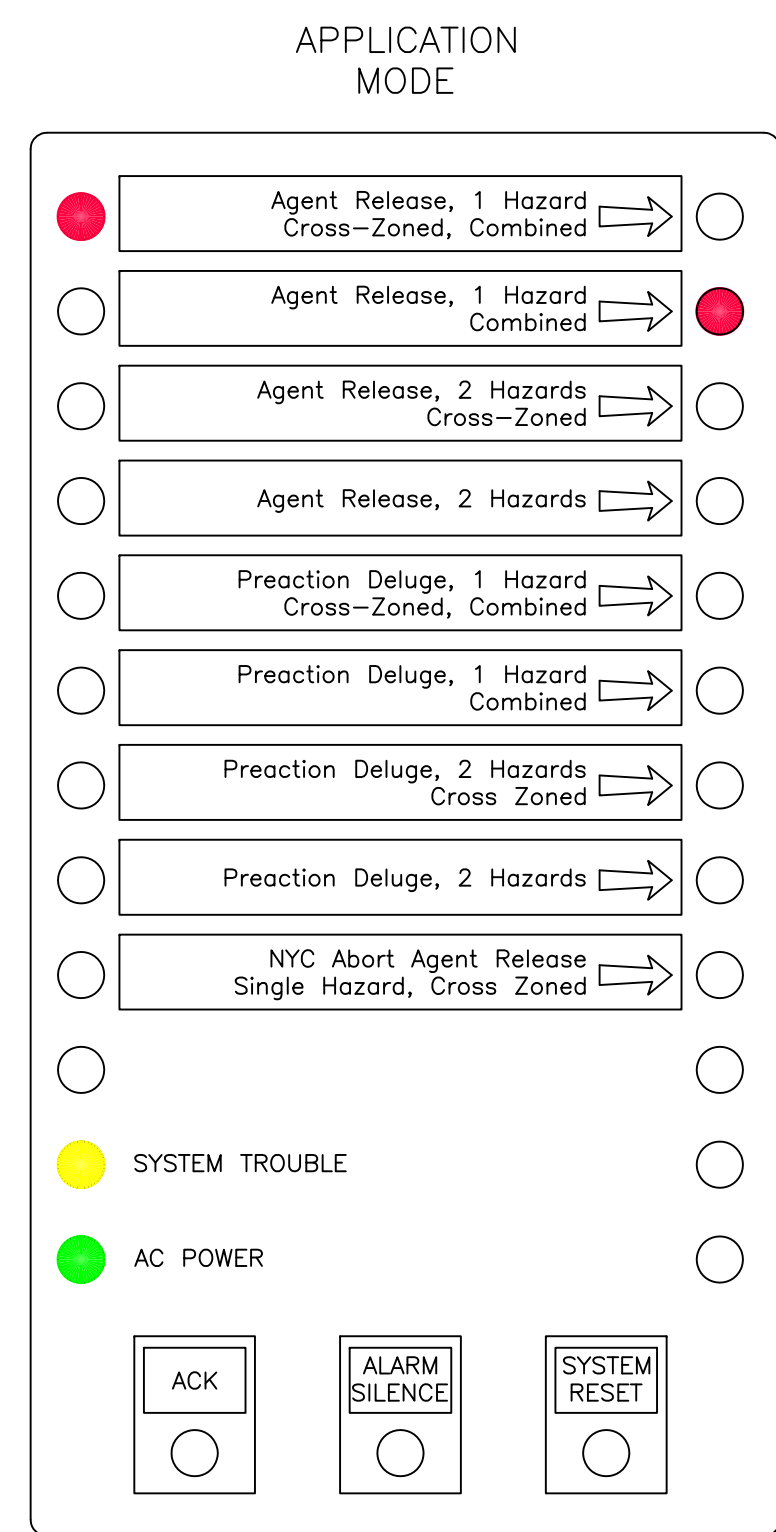 APPLICATION
MODE
Agent Release, 1 Hazard
Cross-Zoned, Combined
Agent Release, 1 Hazard
Combined
Agent Release, 2 Hazards
Cross-Zoned
Agent Release, 2 Hazards
Preaction Deluge, 1 Hazard
Cross-Zoned, Combined
Preaction Deluge, 1 Hazard
Combined
Preaction Deluge, 2 Hazards
Cross Zoned
Preaction Deluge, 2 Hazards
NYC Abort Agent Release
Single Hazard, Cross Zoned
SYSTEM TROUBLE
AC POWER
ACK
ALARM
SILENCE
SYSTEM
RESET